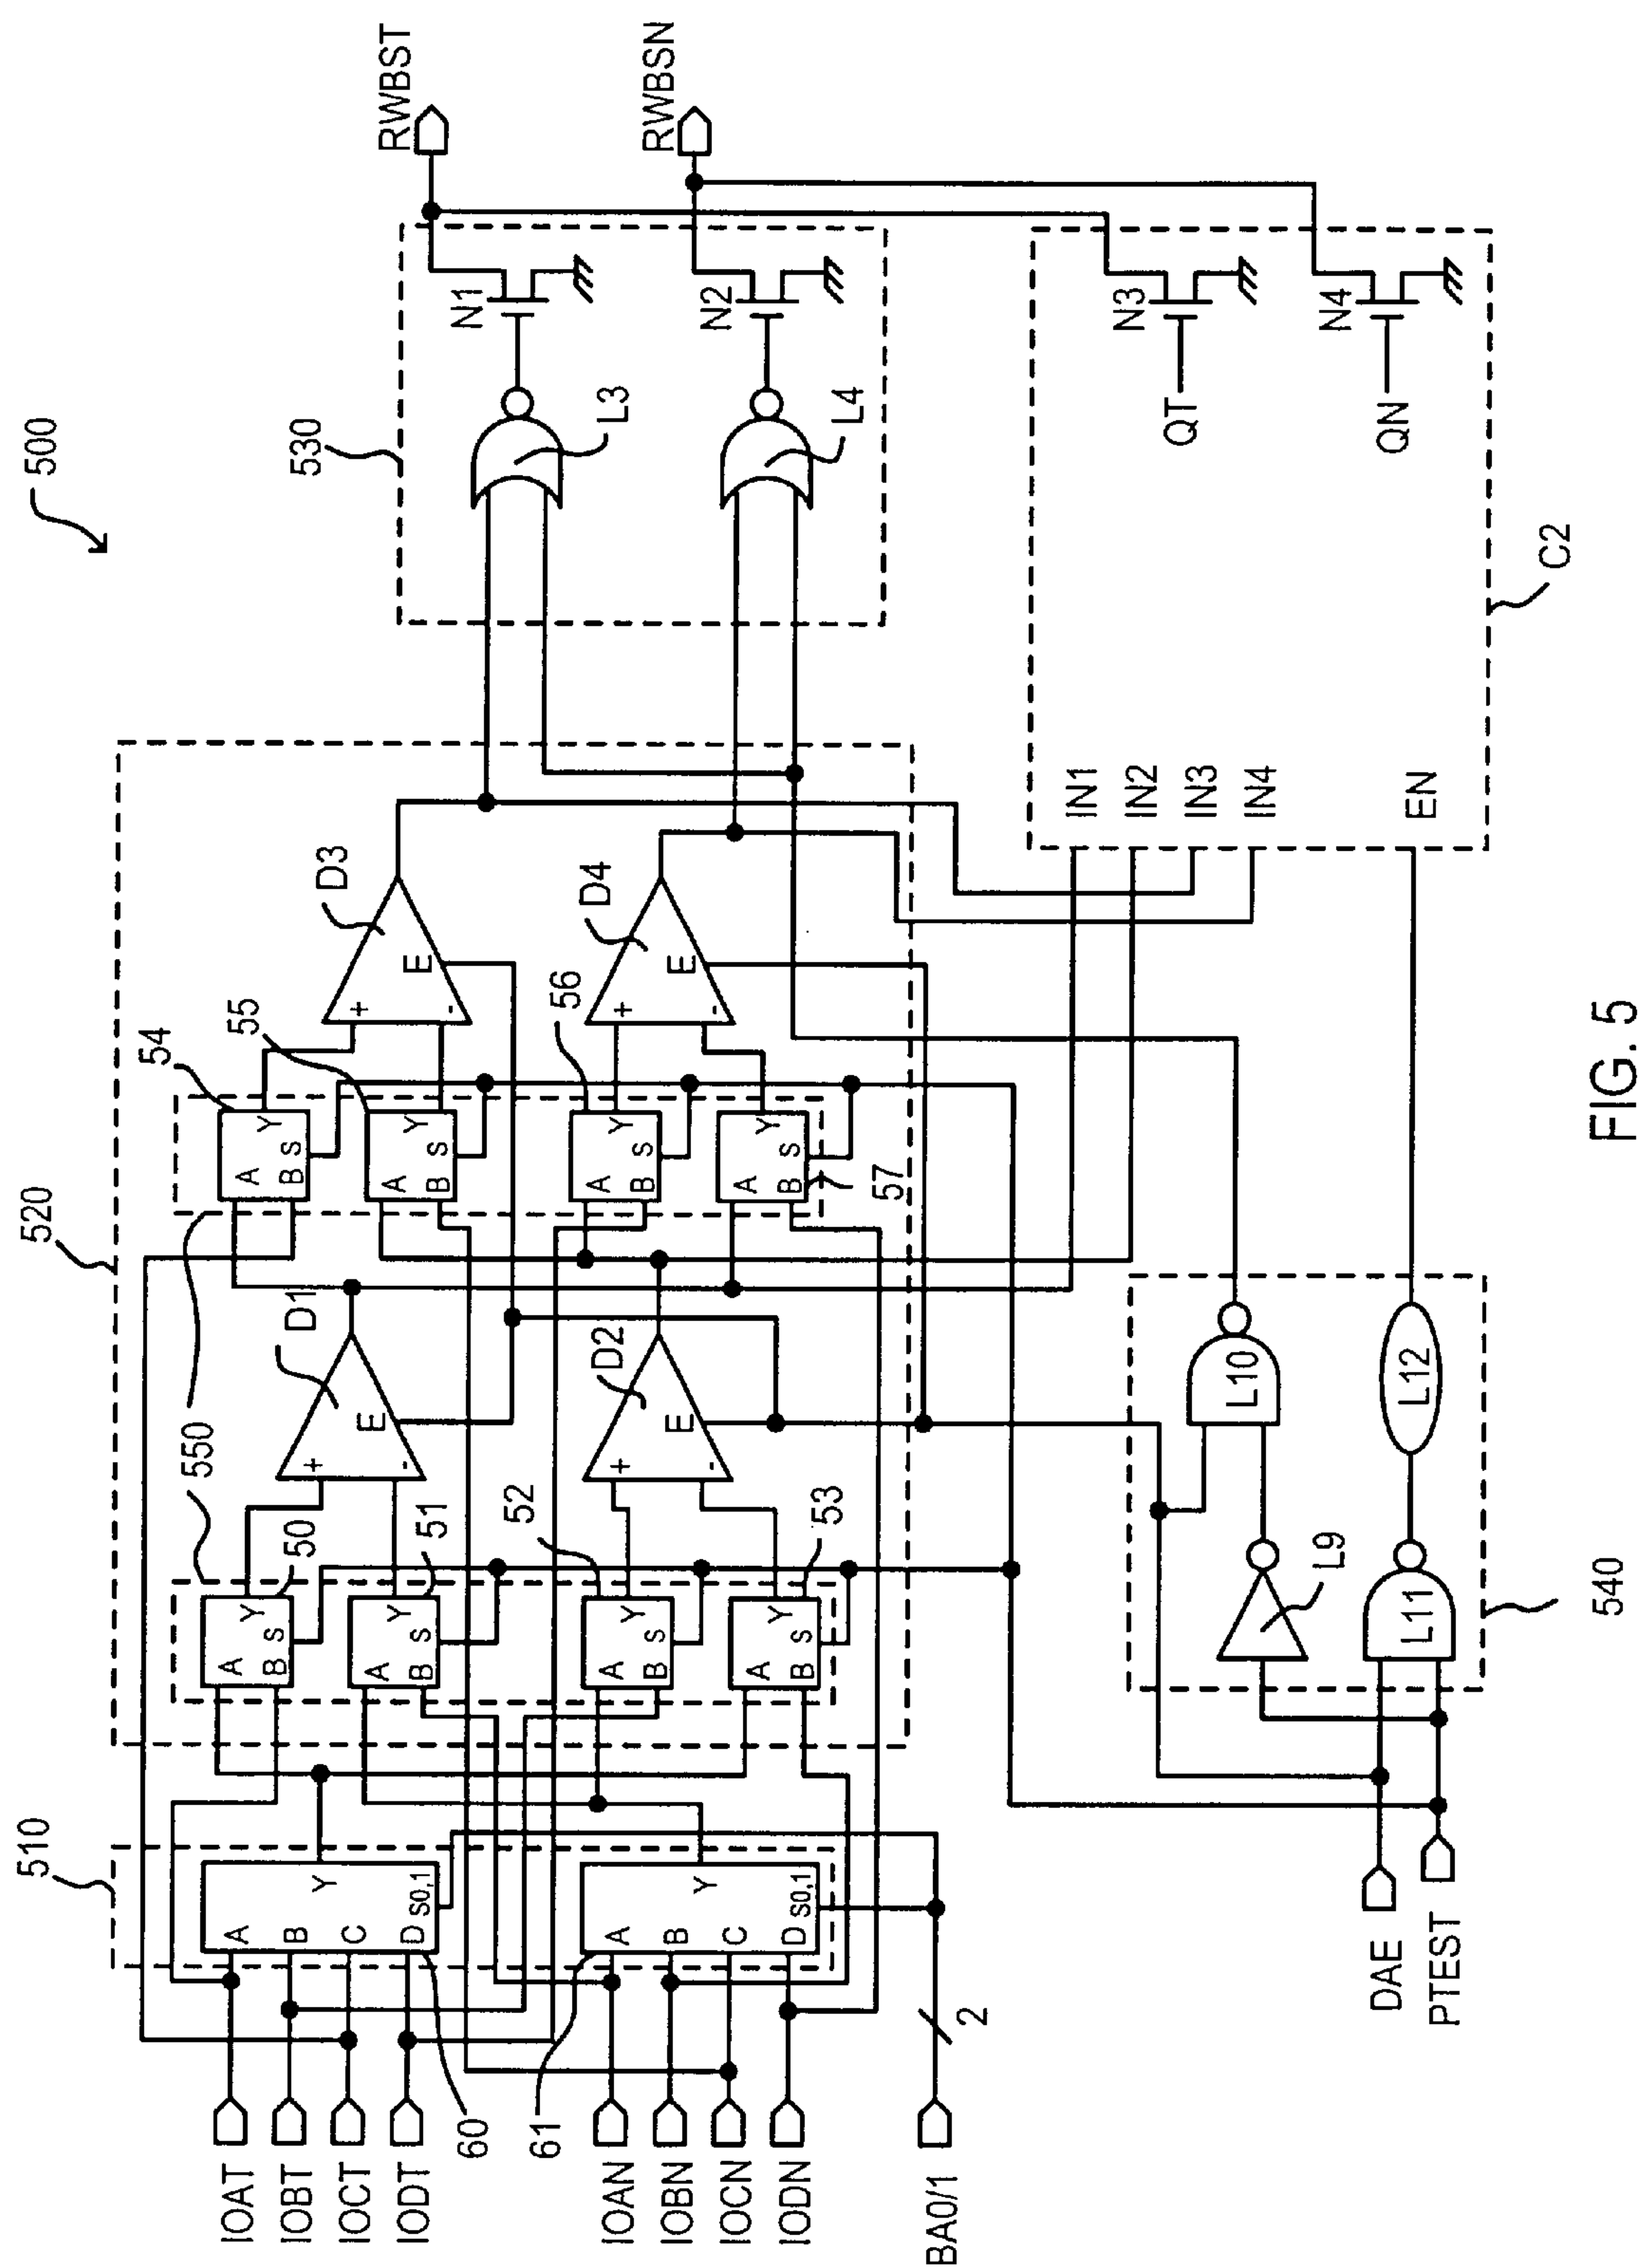 500
510
520
530
550
550
54
55
56
57
50
51
52
53
D1
D2
D3
D4
E
E
E
E
+
-
+
-
+
-
+
-
A
B
Y
S
A
B
Y
S
A
B
Y
S
A
B
Y
S
A
B
Y
S
A
B
Y
S
A
B
Y
S
A
B
Y
S
A
B
C
D
Y
S0,1
A
B
C
D
Y
S0,1
60
61
IOAT
IOBT
IOCT
IODT
IOAN
IOBN
IOCN
IODN
BA0/1
2
L3
L4
N1
N2
RWBST
RWBSN
N3
N4
QT
QN
C2
IN1
IN2
IN3
IN4
EN
L9
L10
L11
L12
540
DAE
PTEST
FIG. 5